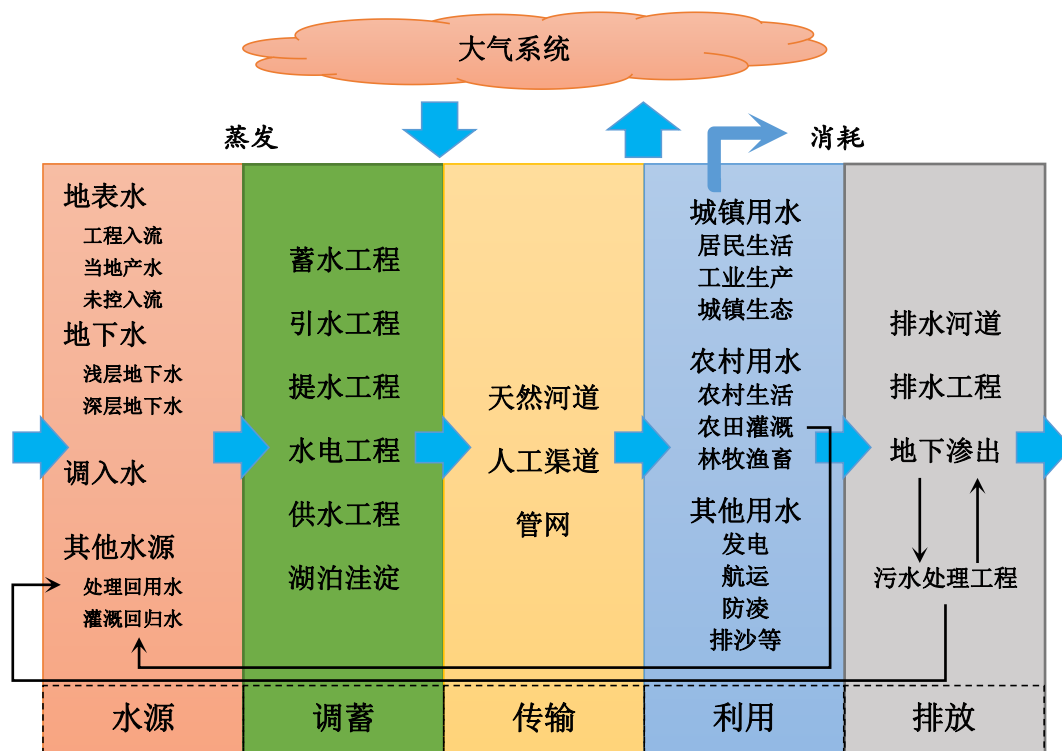 大气系统
蒸发
消耗
地表水
工程入流
当地产水
未控入流
地下水
浅层地下水
深层地下水
调入水
其他水源
处理回用水
灌溉回归水
水源
蓄水工程
引水工程
提水工程
水电工程
供水工程
湖泊洼淀
调蓄
天然河道
人工渠道
管网
传输
城镇用水
居民生活
工业生产
城镇生态
农村用水
农村生活
农田灌溉
林牧渔畜
其他用水
发电
航运
防凌
排沙等
利用
排水河道
排水工程
地下渗出
污水处理工程
排放